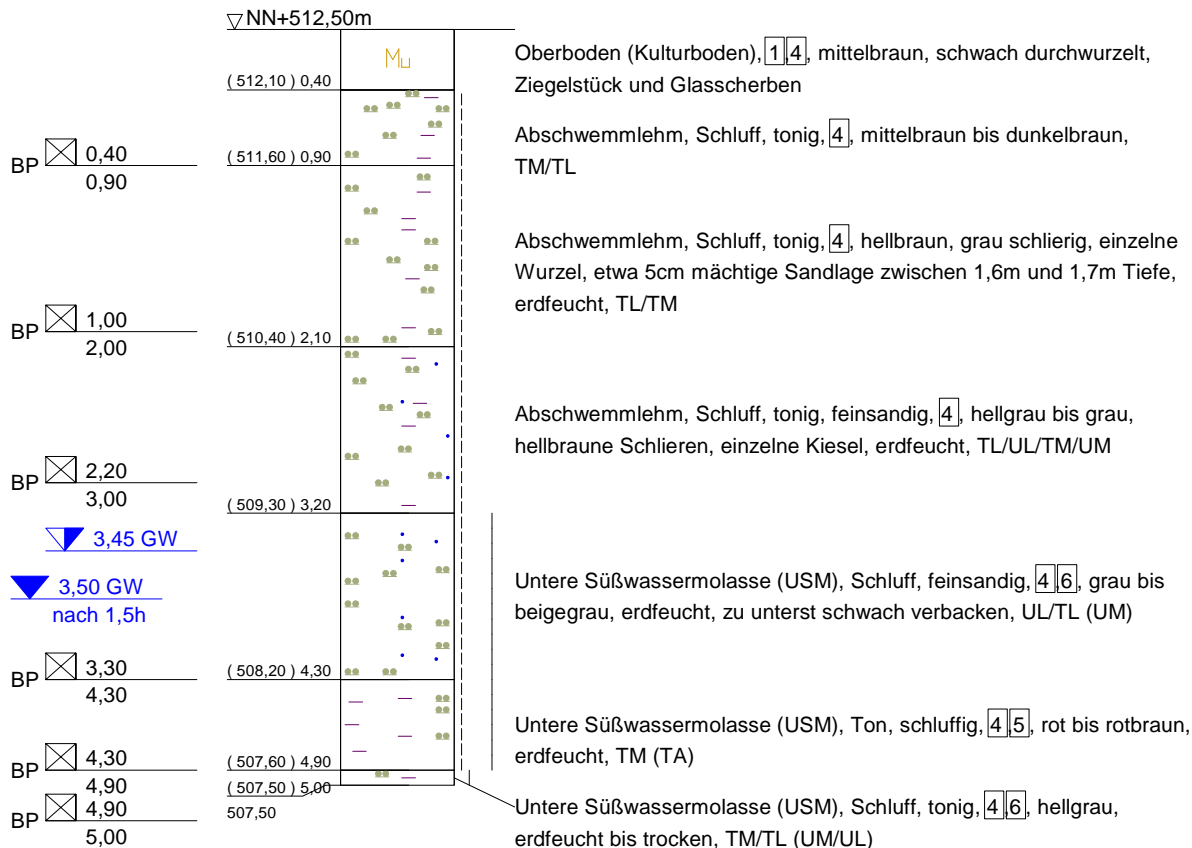 NN+512,50m
Mu
Oberboden (Kulturboden), 1 4, mittelbraun, schwach durchwurzelt,
Ziegelstück und Glasscherben
( 512,10 ) 0,40
Abschwemmlehm, Schluff, tonig, 4, mittelbraun bis dunkelbraun,
TM/TL
BP 0,40
0,90
( 511,60 ) 0,90
Abschwemmlehm, Schluff, tonig, 4, hellbraun, grau schlierig, einzelne
Wurzel, etwa 5cm mächtige Sandlage zwischen 1,6m und 1,7m Tiefe,
erdfeucht, TL/TM
BP 1,00
2,00
( 510,40 ) 2,10
Abschwemmlehm, Schluff, tonig, feinsandig, 4, hellgrau bis grau,
hellbraune Schlieren, einzelne Kiesel, erdfeucht, TL/UL/TM/UM
BP 2,20
3,00
( 509,30 ) 3,20
3,45 GW
3,50 GW
nach 1,5h
Untere Süßwassermolasse (USM), Schluff, feinsandig, 4 6, grau bis
beigegrau, erdfeucht, zu unterst schwach verbacken, UL/TL (UM)
BP 3,30
4,30
( 508,20 ) 4,30
Untere Süßwassermolasse (USM), Ton, schluffig, 4 5, rot bis rotbraun,
erdfeucht, TM (TA)
BP 4,30
4,90
( 507,60 ) 4,90
( 507,50 ) 5,00
507,50
BP 4,90
5,00
Untere Süßwassermolasse (USM), Schluff, tonig, 4 6, hellgrau,
erdfeucht bis trocken, TM/TL (UM/UL)